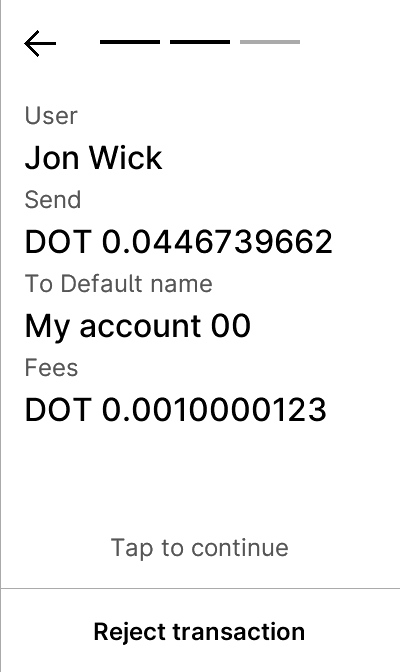 User
Jon Wick
Send
DOT 0.0446739662
To Default name
My account 00
Fees
DOT 0.0010000123
Tap to continue
Reject transaction